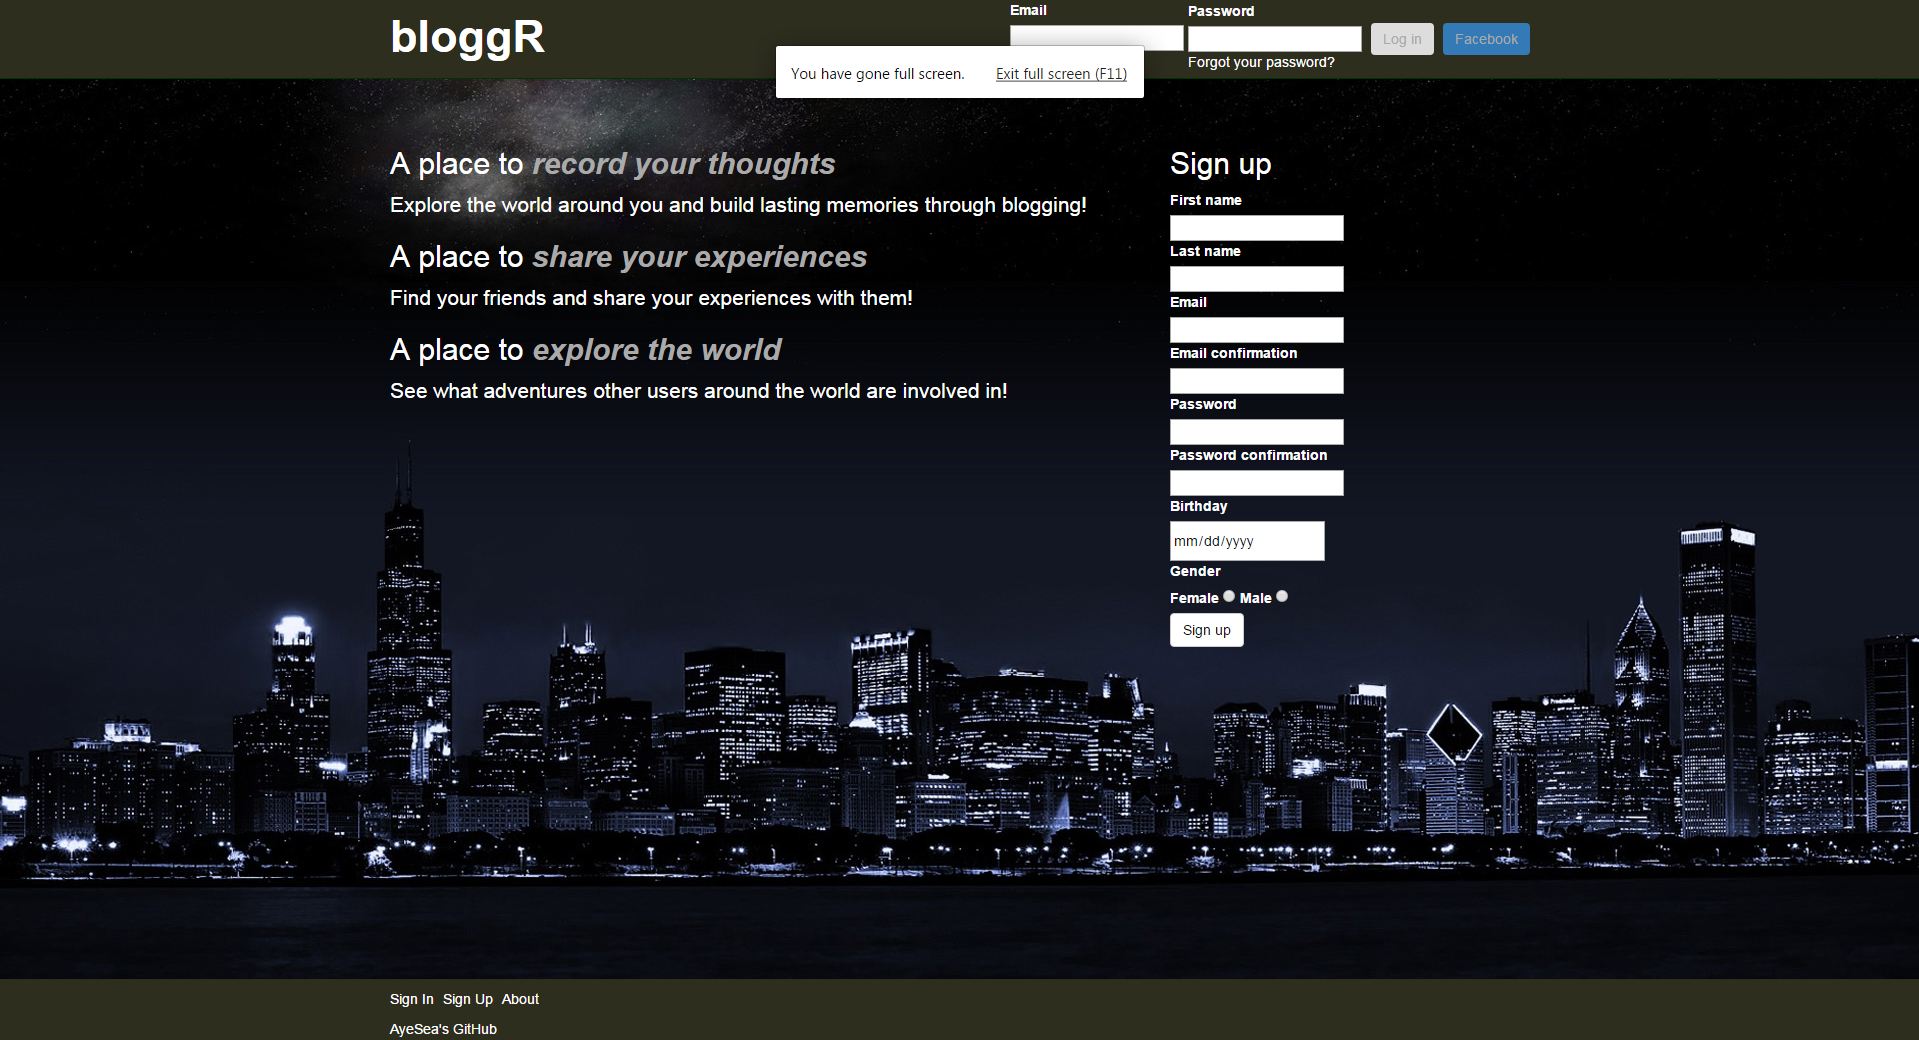 bloggR
Email
Password
Log in
Facebook
Forgot your password?
You have gone full screen. Exit full screen (F11)
A place to record your thoughts
Explore the world around you and build lasting memories through blogging!
A place to share your experiences
Find your friends and share your experiences with them!
A place to explore the world
See what adventures other users around the world are involved in!
Sign up
First name
Last name
Email
Email confirmation
Password
Password confirmation
Birthday
mm/dd/yyyy
Gender
Female Male
Sign up
Prudential
Sign In Sign Up About
AyeSea's GitHub